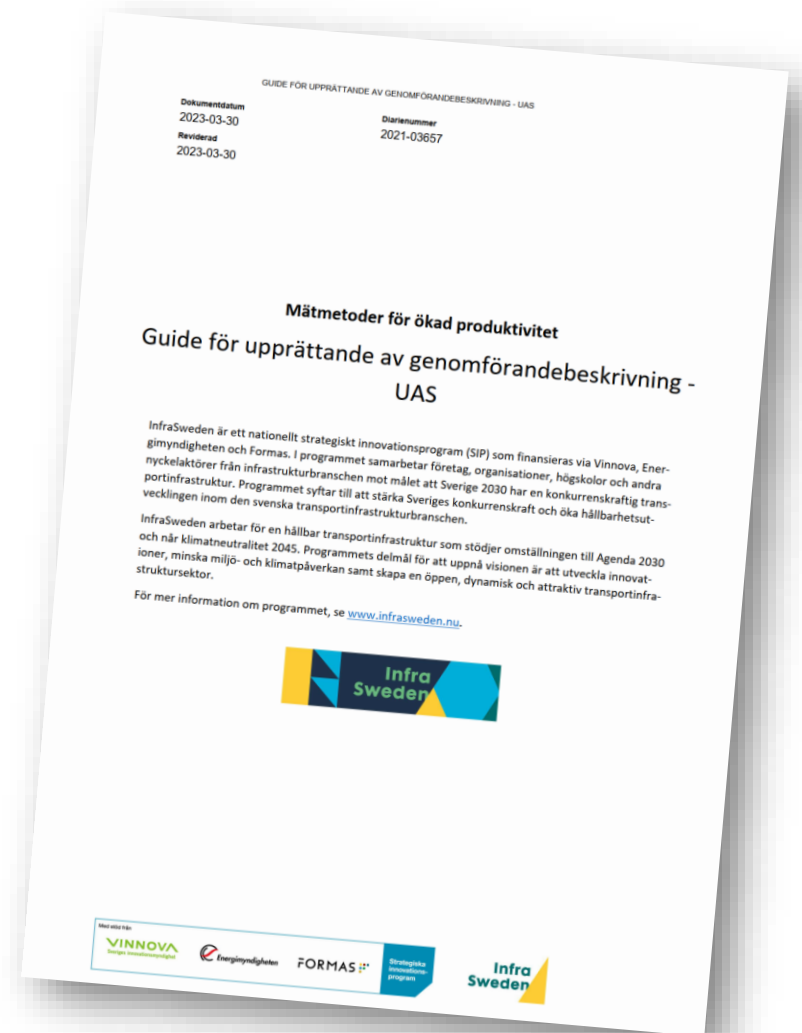 GUIDE FÖR UPPRÄTTANDE AV GENOMFÖRANDEBESKRIVNING - UAS
Dokumentdatum
2023-03-30
Diarienummer
2021-03657
Reviderad
2023-03-30
Mätmetoder för ökad produktivitet
Guide för upprättande av genomförandebeskrivning -
UAS
InfraSweden är ett nationellt strategiskt innovationsprogram (SIP) som finansieras via Vinnova, Ener-
gimyndigheten och Formas. I programmet samarbetar företag, organisationer, högskolor och andra
nyckelaktörer från infrastrukturbranschen mot målet att Sverige 2030 har en konkurrenskraftig trans-
portinfrastruktur. Programmet syftar till att stärka Sveriges konkurrenskraft och öka hållbarhetsut-
vecklingen inom den svenska transportinfrastrukturbranschen.
InfraSweden arbetar för en hållbar transportinfrastruktur som stödjer omställningen till Agenda 2030
och når klimatneutralitet 2045. Programmets delmål för att uppnå visionen är att utveckla innovat-
ioner, minska miljö- och klimatpåverkan samt skapa en öppen, dynamisk och attraktiv transportinfra-
struktursektor.
För mer information om programmet, se www.infrasweden.nu.
Infra
Sweden
Med stöd från
VINNOVA
Sveriges innovationsmyndighet
Energimyndigheten
FORMAS
Strategiska
innovations-
program
Infra
Sweden